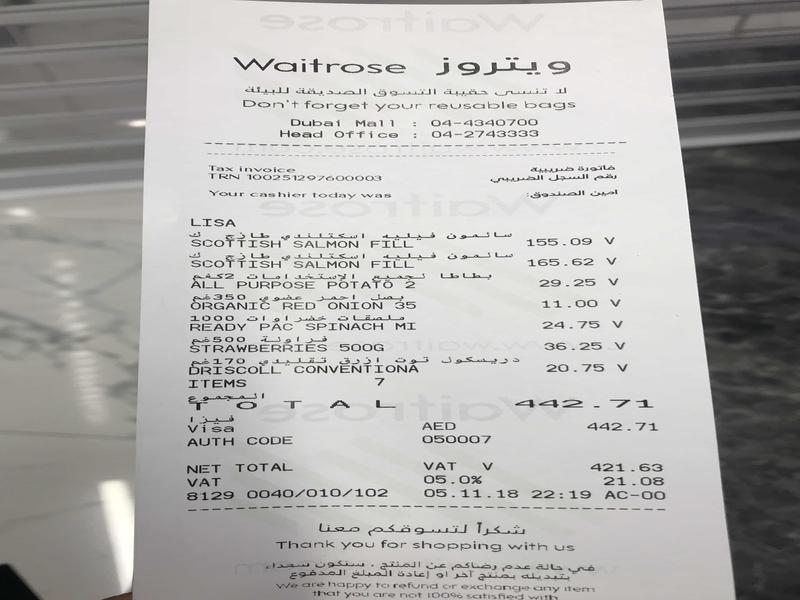 Waitrose ويتروز
لا تنسى حقيبة التسوق الصديقة للبيئة
Don't forget your reusable bags
Dubai Mall : 04-4340700
Head Office : 04-2743333
Tax invoice فاتورة ضريبية
TRN 100251297600003 رقم السجل الضريبي
Your cashier today was امين الصندوق:
LISA
سالمون فيليه اسكتلندي طازج ك
SCOTTISH SALMON FILL 155.09 V
سالمون فيليه اسكتلندي طازج ك
SCOTTISH SALMON FILL 165.62 V
بطاطا لجميع الإستخدامات 2كغم
ALL PURPOSE POTATO 2 29.25 V
بصل احمر عضوي 350غم
ORGANIC RED ONION 35 11.00 V
ملصقات خضراوات 1000
READY PAC SPINACH MI 24.75 V
فراولة 500غم
STRAWBERRIES 500G 36.25 V
دريسكول توت ازرق تقليدي 170غم
DRISCOLL CONVENTIONA 20.75 V
ITEMS 7
المجموع
TOTAL 442.71
فيزا
Visa AED 442.71
AUTH CODE 050007
NET TOTAL VAT V 421.63
VAT 05.0% 21.08
8129 0040/010/102 05.11.18 22:19 AC-00
شكراً لتسوقكم معنا
Thank you for shopping with us
في حالة عدم رضاكم عن المنتج ، سنكون سعداء
بتبديله بمنتج آخر او إعادة المبلغ المدفوع
We are happy to refund or exchange any item
that you are not 100% satisfied with